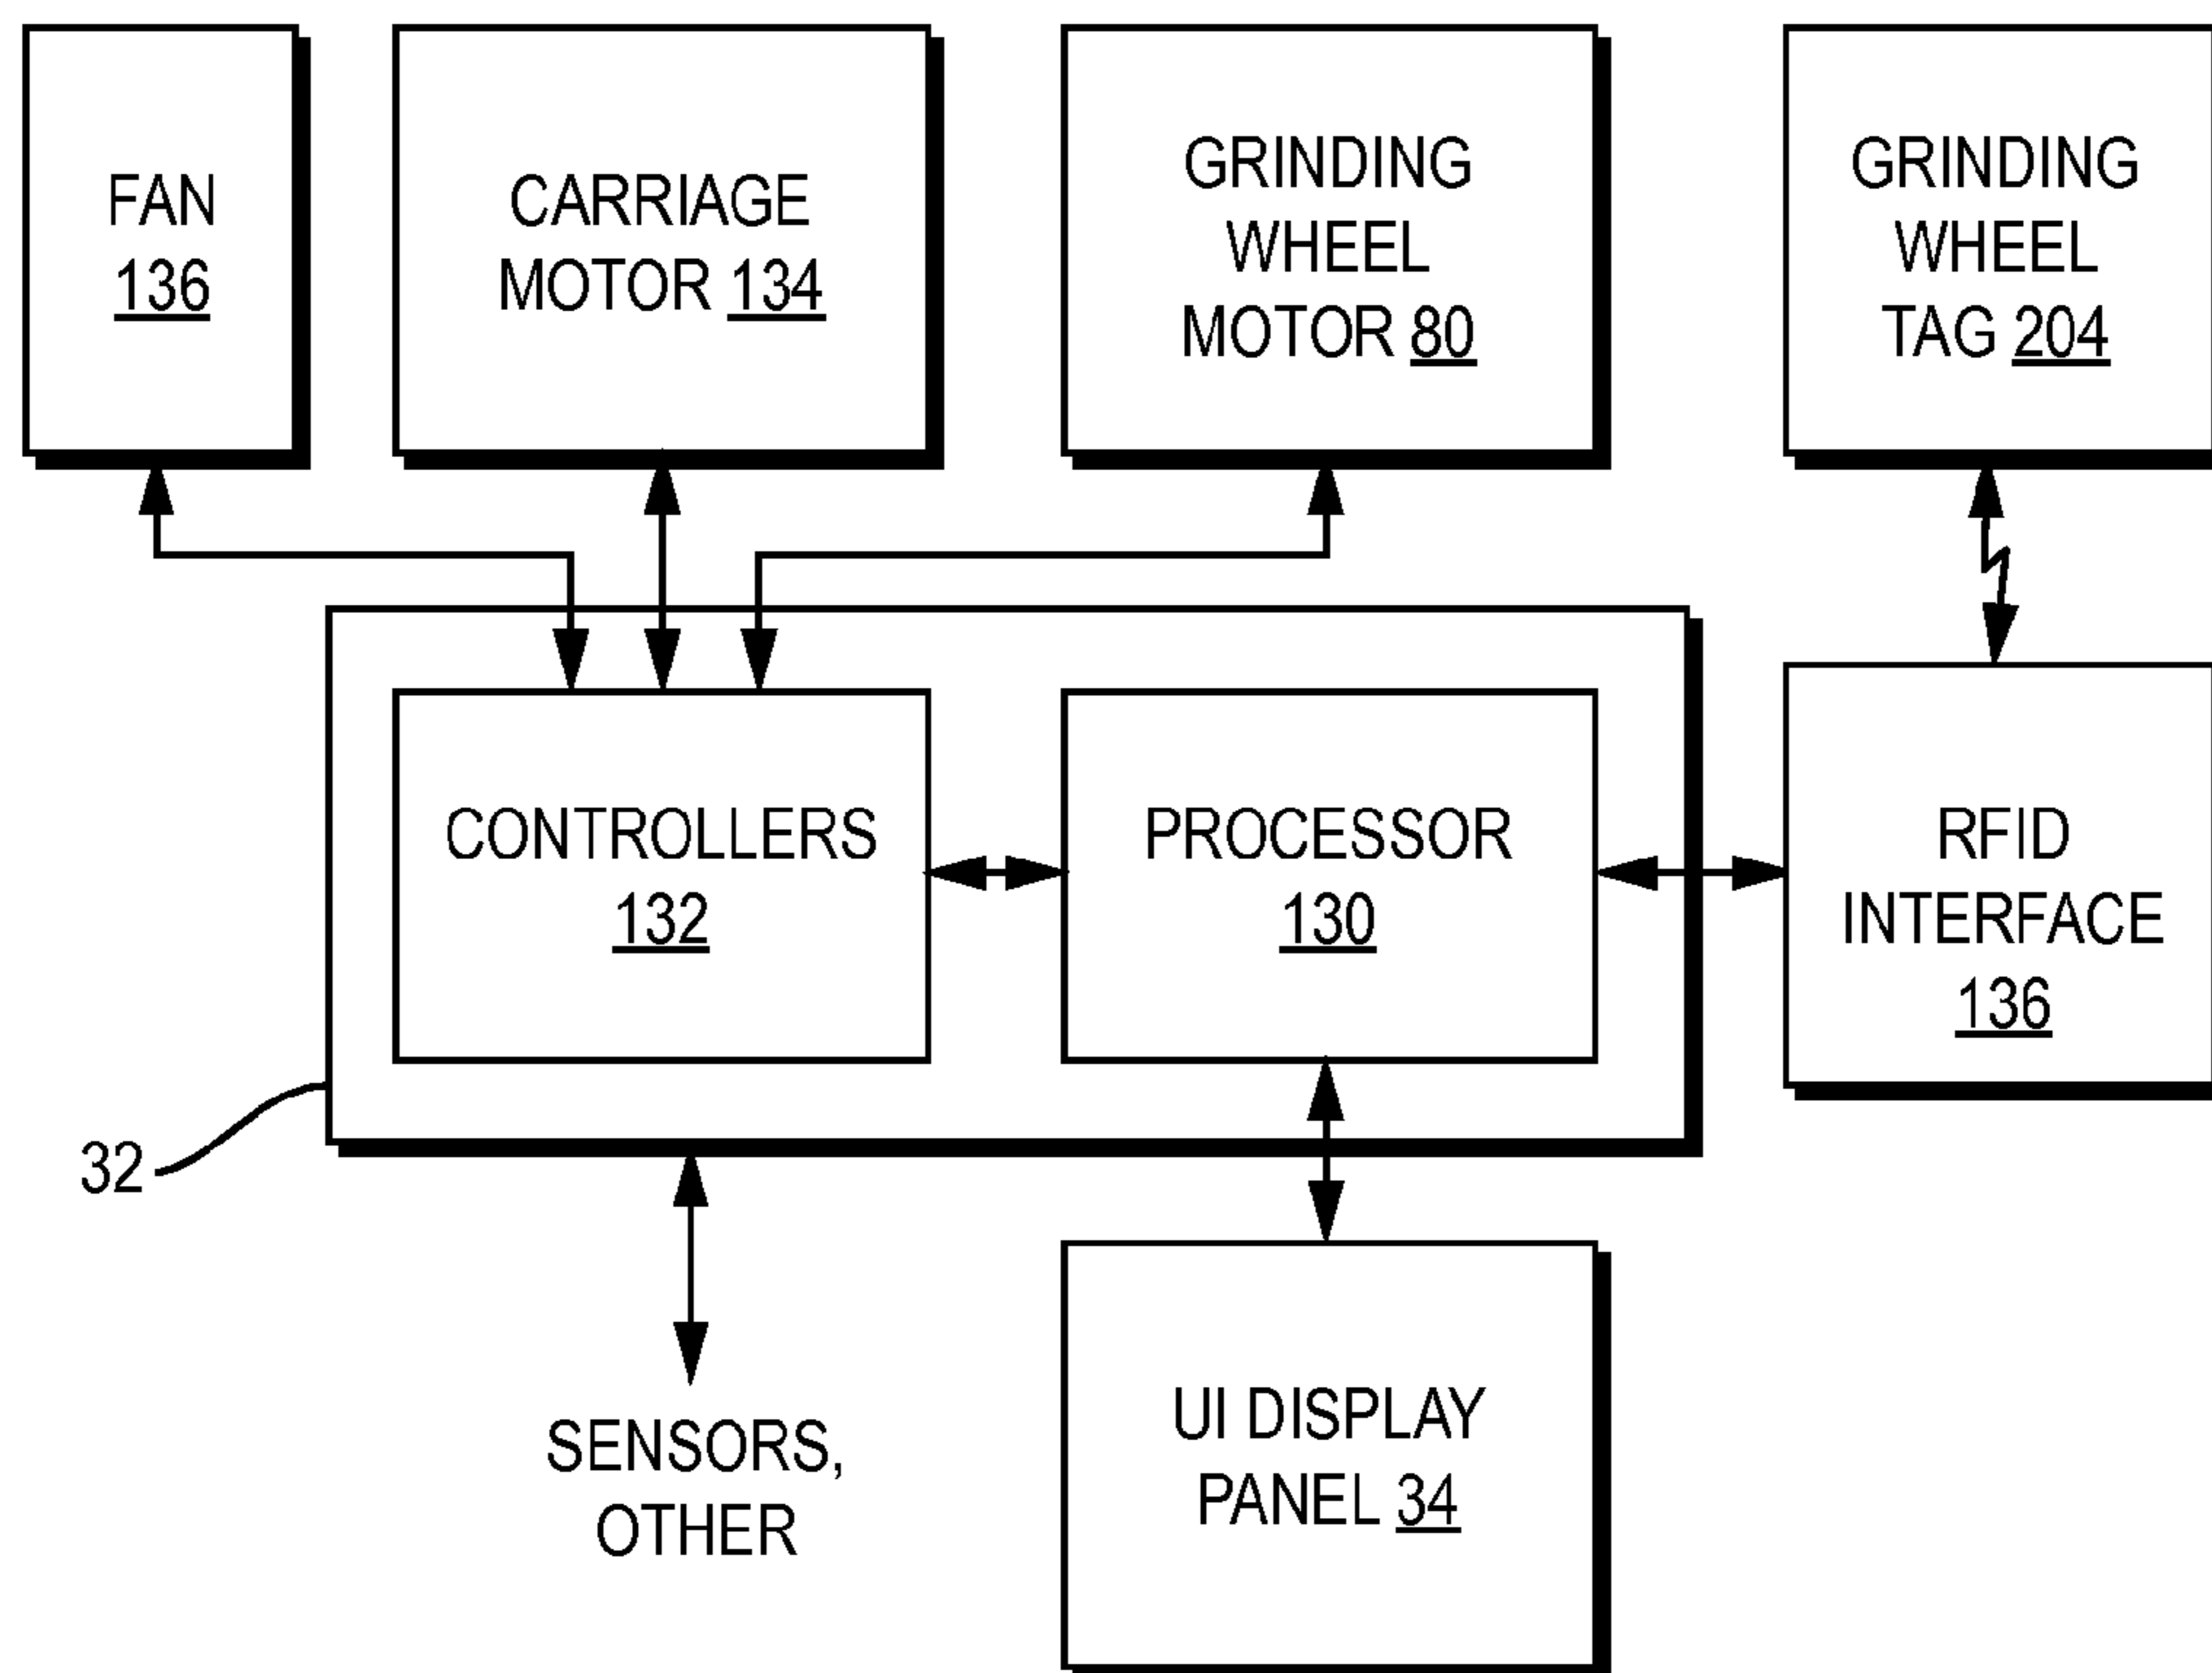 FAN
136
CARRIAGE
MOTOR 134
GRINDING
WHEEL
MOTOR 80
GRINDING
WHEEL
TAG 204
CONTROLLERS
132
PROCESSOR
130
RFID
INTERFACE
136
32
SENSORS,
OTHER
UI DISPLAY
PANEL 34